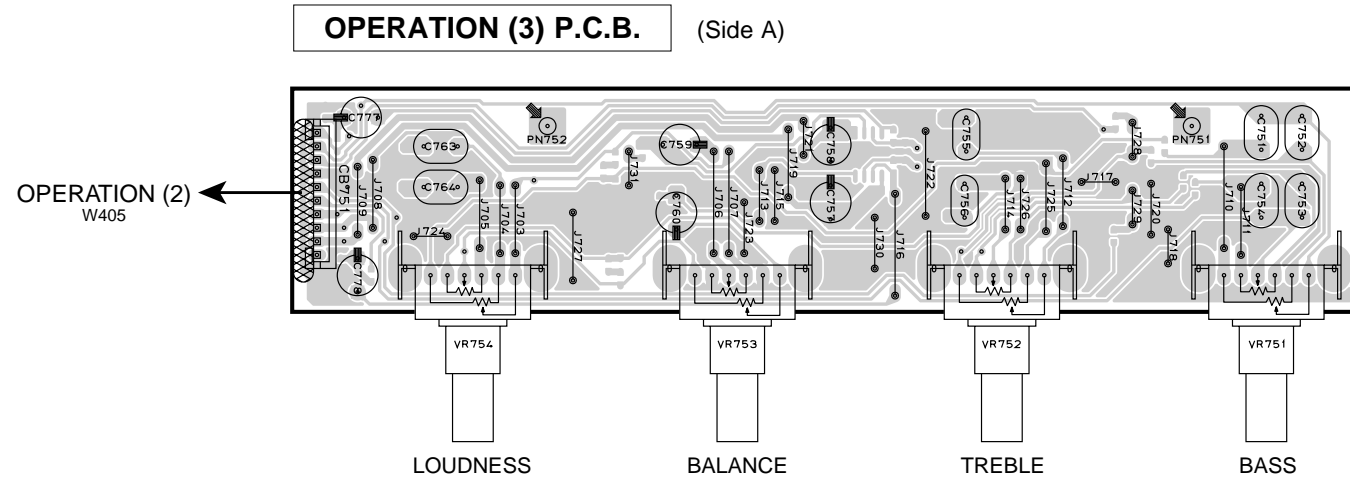 OPERATION (3) P.C.B.
(Side A)
OPERATION (2)
W405
C777
CB751
J709
J708
C778
C763
C764
J724
J705
J704
J703
PN752
J727
J731
C759
C760
J706
J707
J723
J713
J715
J719
J721
C758
C757
J730
J716
J722
C755
C756
J714
J726
J725
J712
J717
J728
J729
J720
J718
PN751
J710
J711
C751
C752
C754
C753
VR754
VR753
VR752
VR751
LOUDNESS
BALANCE
TREBLE
BASS